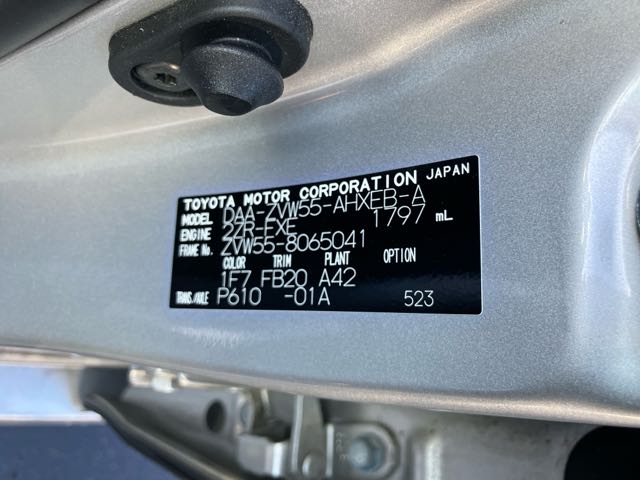 TOYOTA MOTOR CORPORATION JAPAN
MODEL DAA-ZVW55-AHXEB-A
ENGINE 2ZR-FXE 1797 mL
FRAME No. ZVW55-8065041
COLOR TRIM PLANT OPTION
1F7 FB20 A42
TRANS./AXLE P610 -01A 523